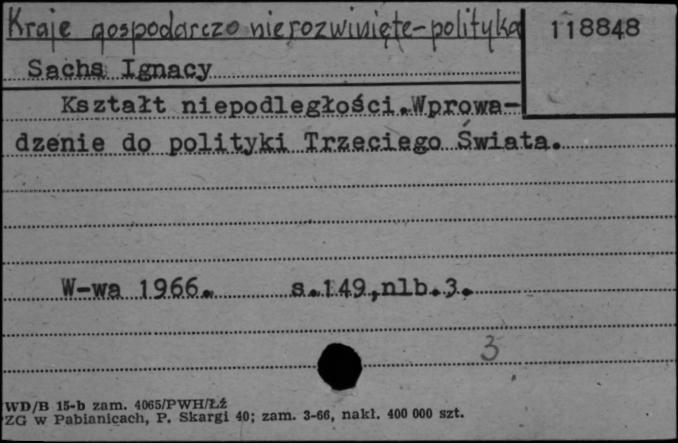 Kraje gospodarczo nierozwinięte-polityka
118848
Sachs Ignacy
Kształt niepodległości.Wprowa-
dzenie do polityki Trzeciego Świata.
W-wa 1966. s.149,nlb.3.
3
WD/B 15-b zam. 4065/PWH/Łź
ZG w Pabianicach, P. Skargi 40; zam. 3-66, nakł. 400 000 szt.